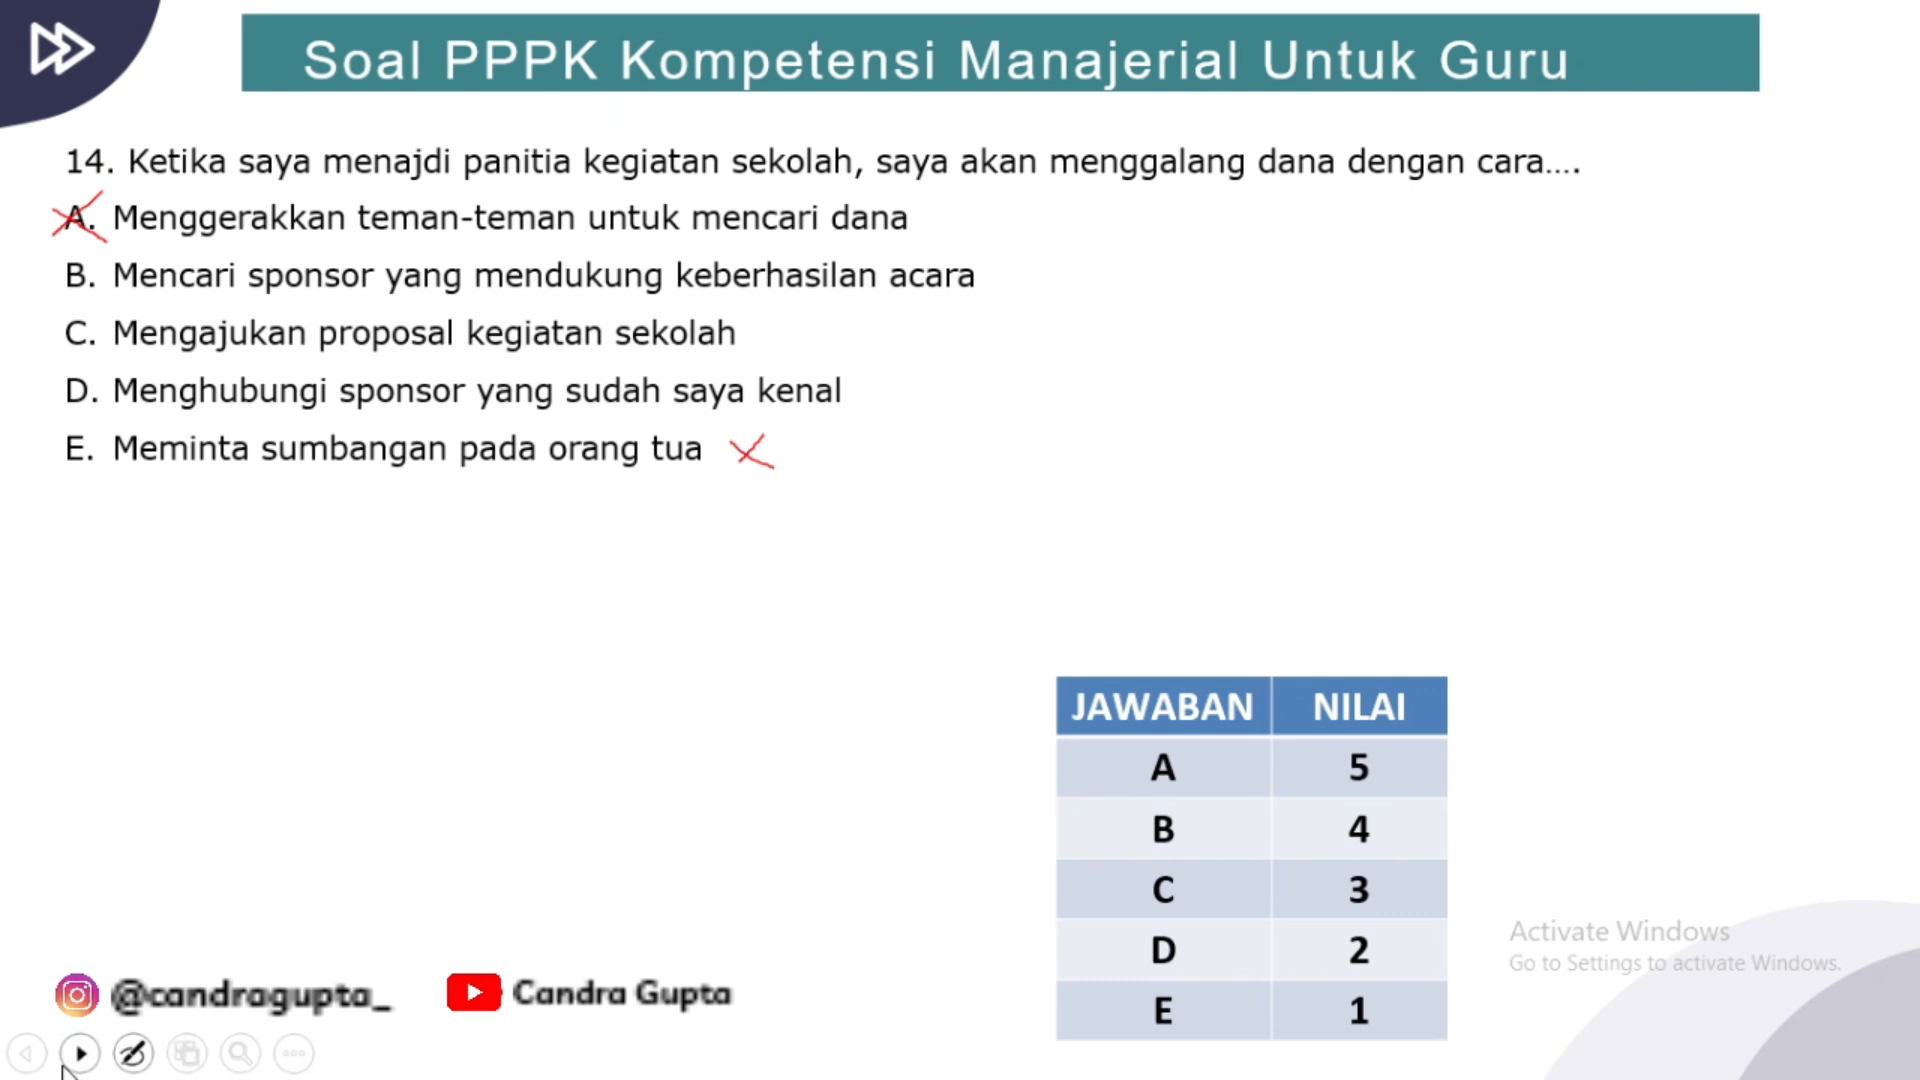 Soal PPPK Kompetensi Manajerial Untuk Guru
14. Ketika saya menajdi panitia kegiatan sekolah, saya akan menggalang dana dengan cara....
A. Menggerakkan teman-teman untuk mencari dana
B. Mencari sponsor yang mendukung keberhasilan acara
C. Mengajukan proposal kegiatan sekolah
D. Menghubungi sponsor yang sudah saya kenal
E. Meminta sumbangan pada orang tua
JAWABAN NILAI
A 5
B 4
C 3
D 2
E 1
Activate Windows
Go to Settings to activate Windows.
@candragupta_ Candra Gupta